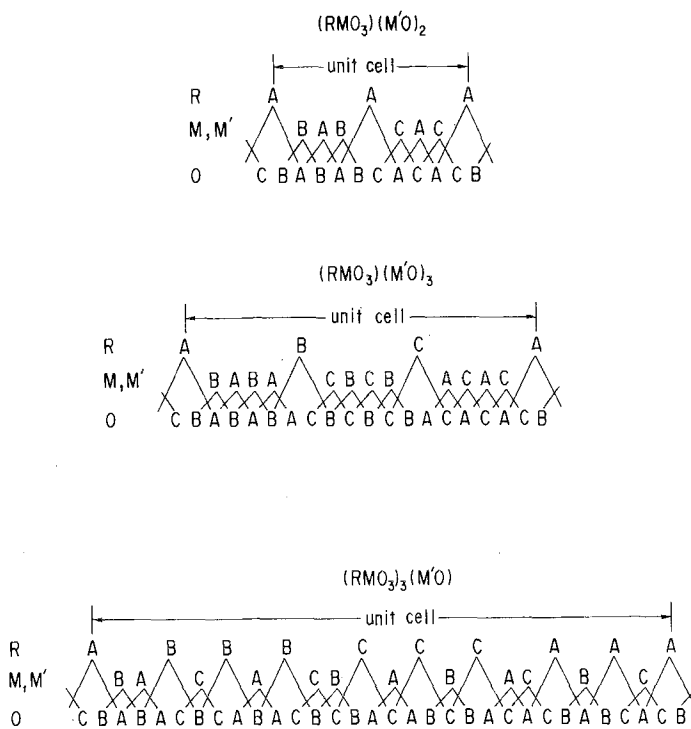 (RMO₃)(M'O)₂
unit cell
R A A A
M,M' B A B C A C
O C B A B A B C A C A C B
(RMO₃)(M'O)₃
unit cell
R A B C A
M,M' B A B A C B C B A C A C
O C B A B A B A C B C B C B A C A C A C B
(RMO₃)₃(M'O)
unit cell
R A B B B C C C A A A
M,M' B A C A C B A B A C B C
O C B A B A C B C A B A C B C B A C A B C B A C A C B A B C A C B